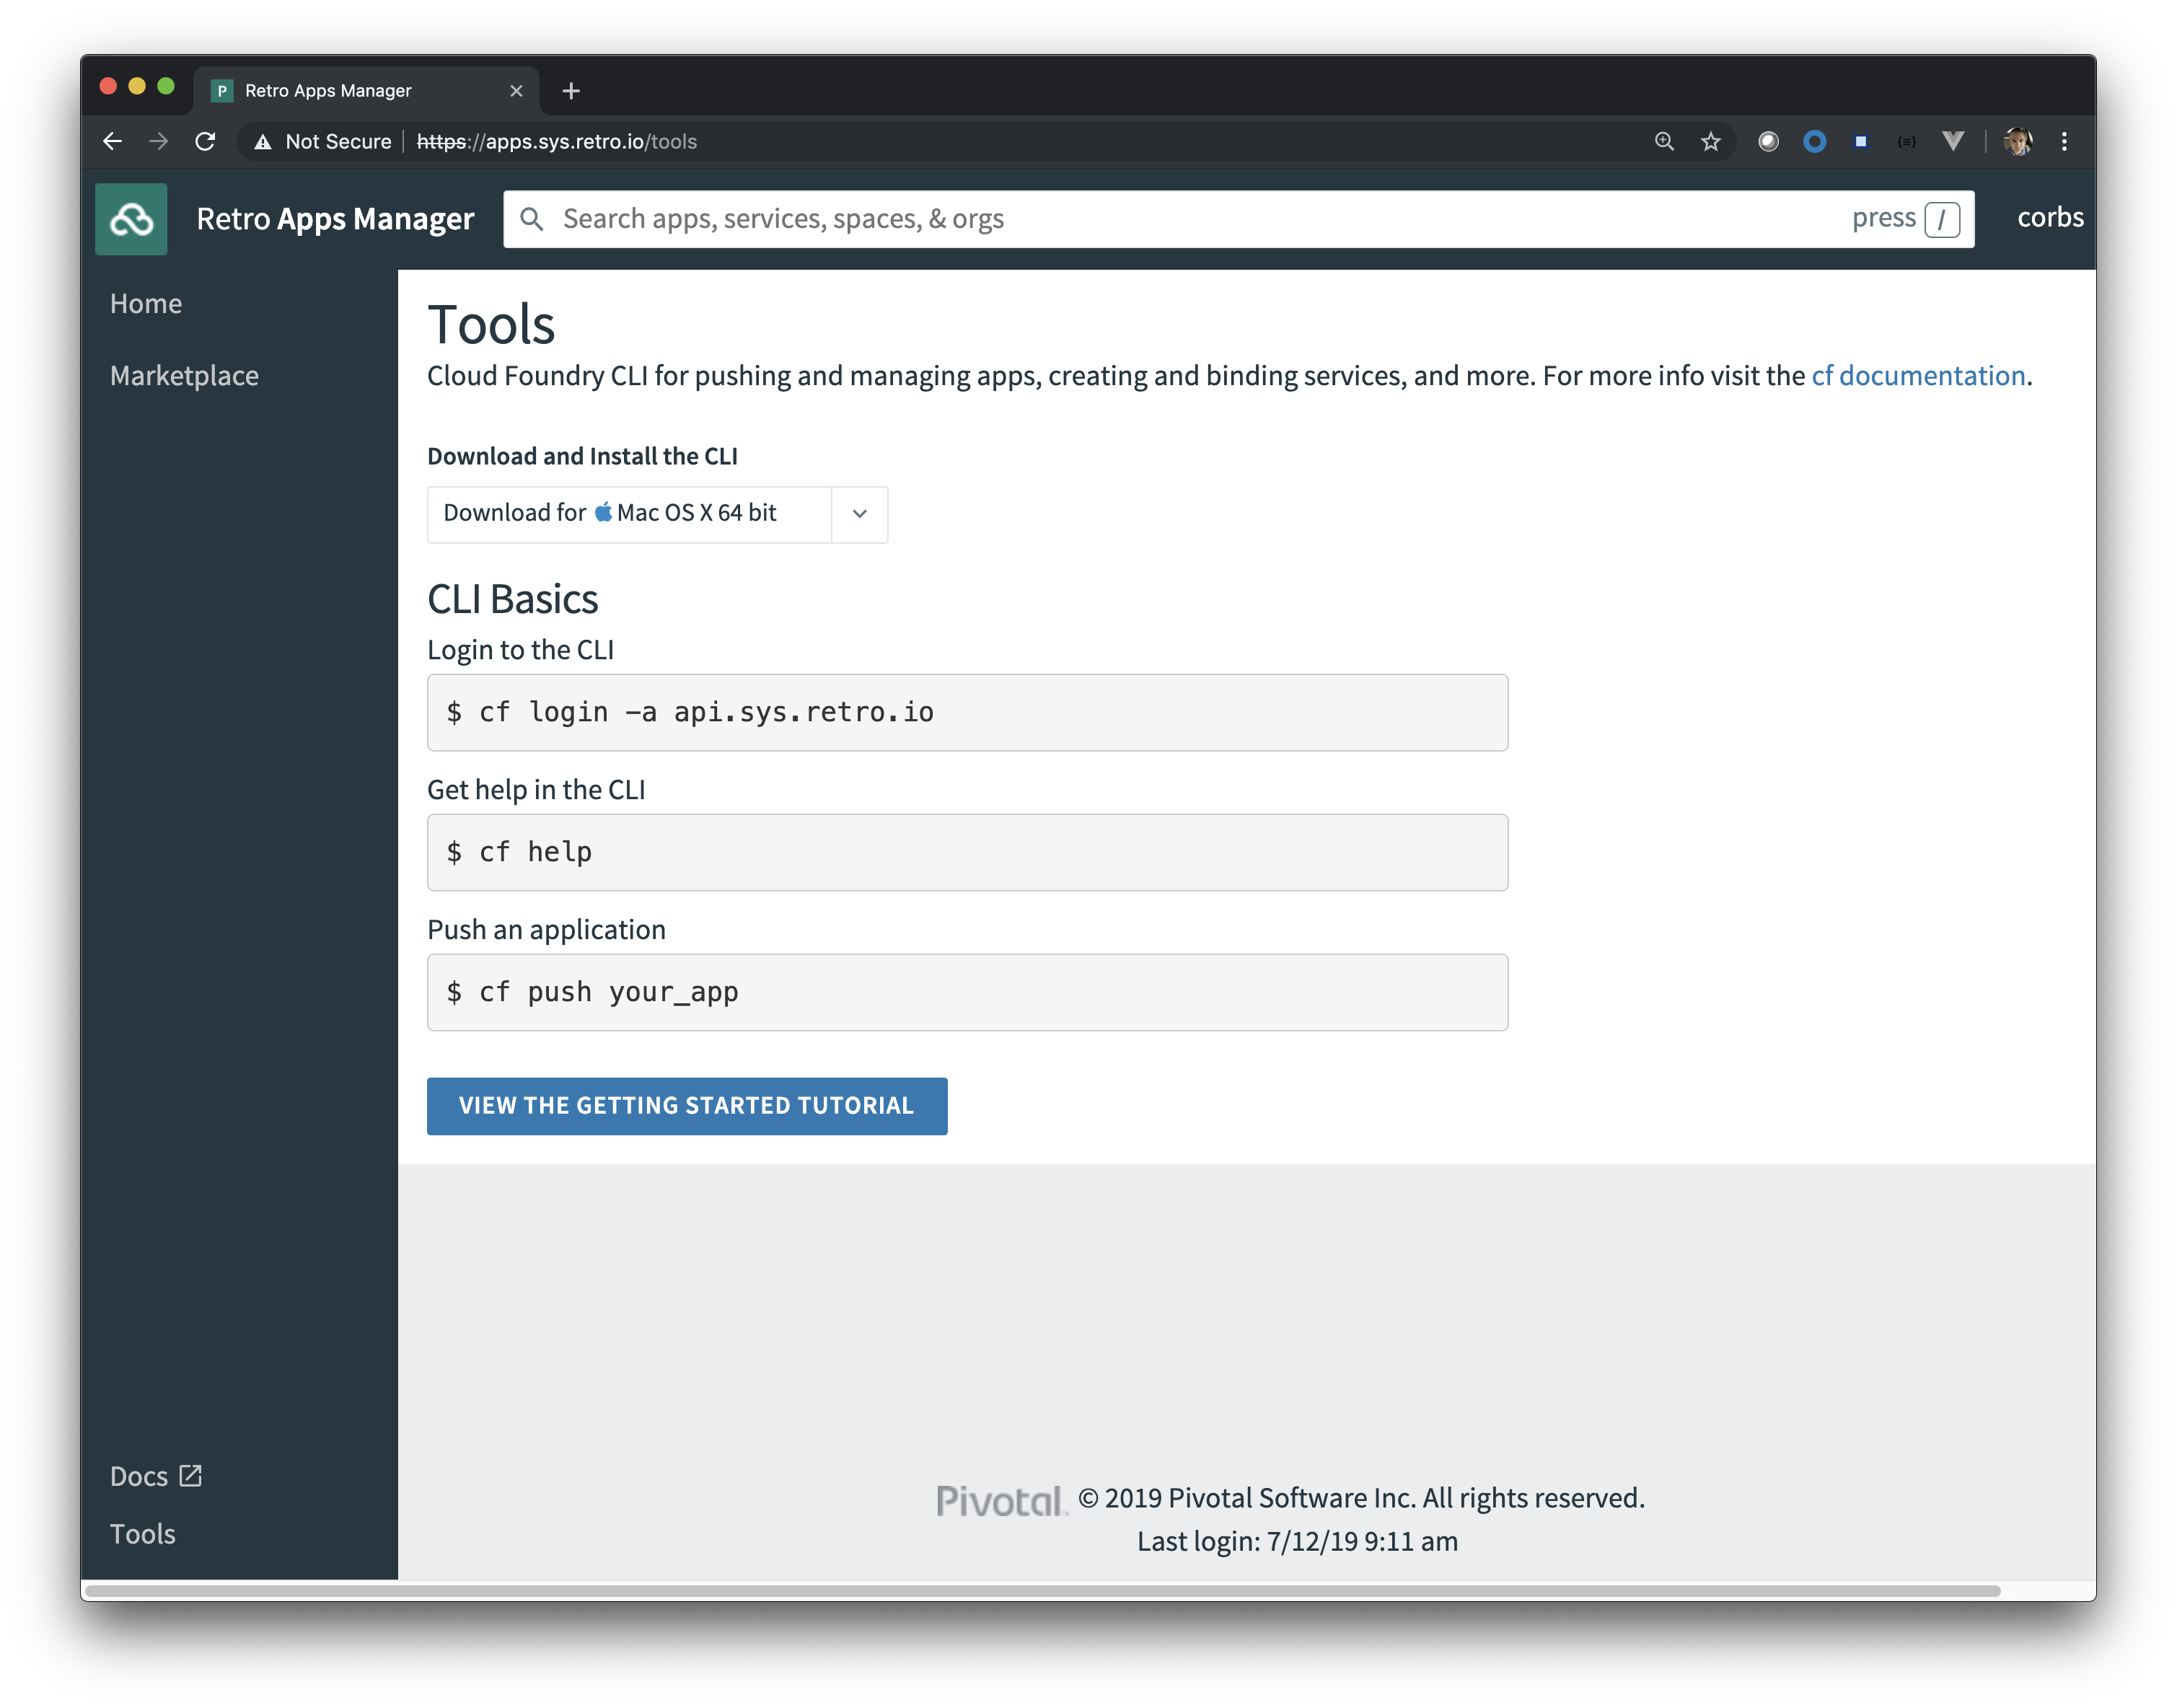 P Retro Apps Manager
Not Secure https://apps.sys.retro.io/tools
Retro Apps Manager
Search apps, services, spaces, & orgs
press /
corbs
Home
Marketplace
Tools
Cloud Foundry CLI for pushing and managing apps, creating and binding services, and more. For more info visit the cf documentation.
Download and Install the CLI
Download for Mac OS X 64 bit
CLI Basics
Login to the CLI
$ cf login -a api.sys.retro.io
Get help in the CLI
$ cf help
Push an application
$ cf push your_app
VIEW THE GETTING STARTED TUTORIAL
Docs
Tools
Pivotal. © 2019 Pivotal Software Inc. All rights reserved.
Last login: 7/12/19 9:11 am